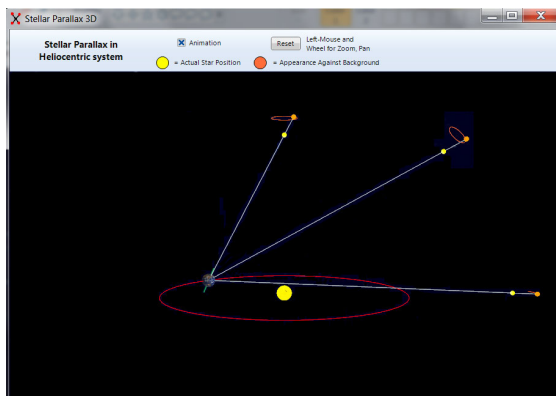 Stellar Parallax 3D
Stellar Parallax in
Heliocentric system
Animation
Reset
Left-Mouse and
Wheel for Zoom, Pan
= Actual Star Position
= Appearance Against Background